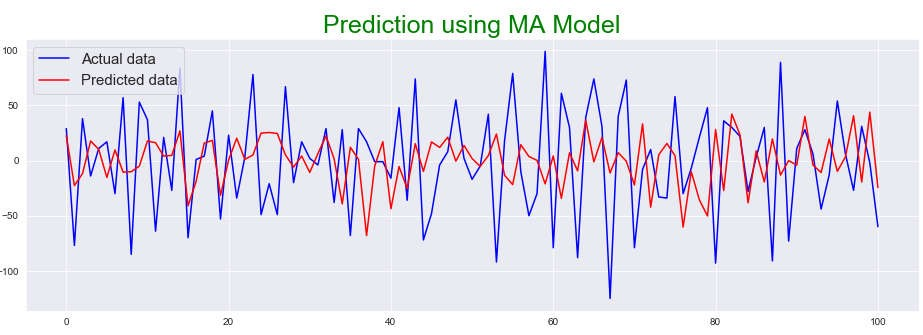 Prediction using MA Model
100
Actual data
Predicted data
50
0
−50
−100
0 20 40 60 80 100